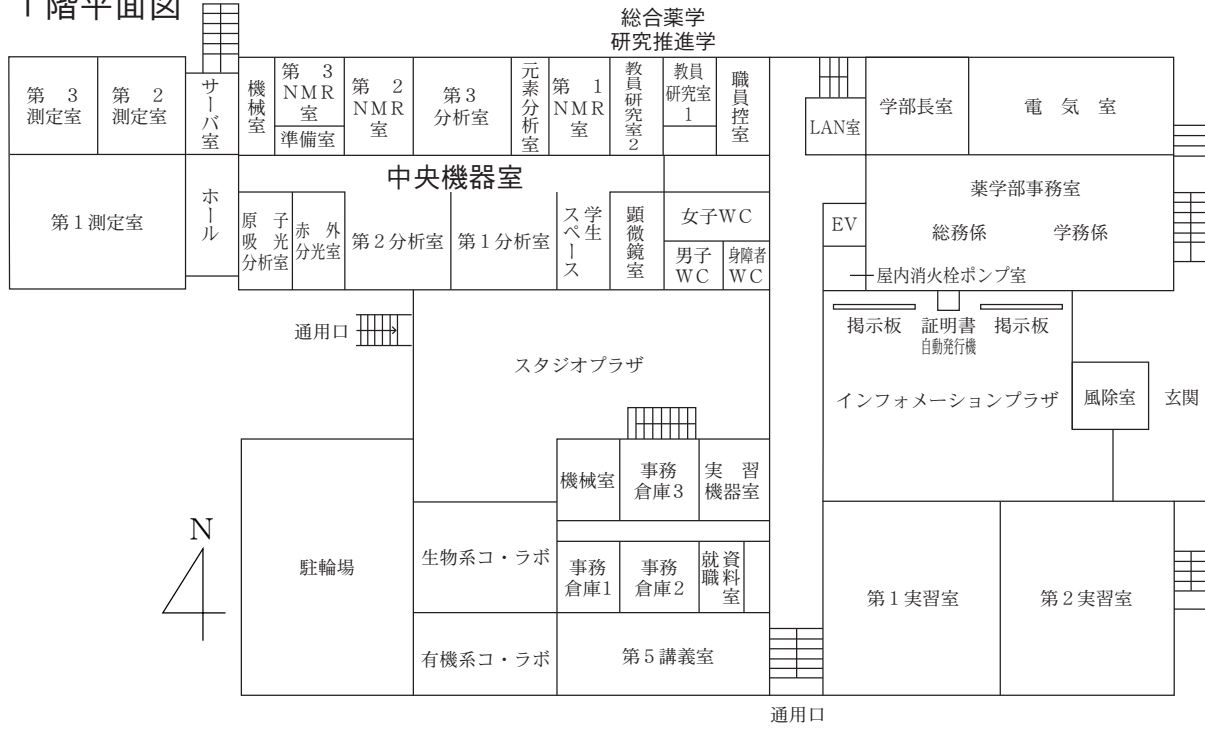 1階平面図
総合薬学
研究推進学
第 3
測定室
第 2
測定室
サーバ室
機械室
第 3
NMR
室
準備室
第 2
NMR
室
第3
分析室
元素分析室
第 1
NMR
室
教員研究室2
教員
研究室
1
職員控室
LAN室
学部長室
電 気 室
中央機器室
第1測定室
ホール
原 子
吸 光
分析室
赤 外
分光室
第2分析室
第1分析室
学生
スペース
顕微鏡室
女子WC
男子
WC
身障者
WC
EV
薬学部事務室
総務係
学務係
屋内消火栓ポンプ室
掲示板
証明書
自動発行機
掲示板
通用口
スタジオプラザ
インフォメーションプラザ
風除室
玄関
機械室
事務
倉庫3
実 習
機器室
N
駐輪場
生物系コ・ラボ
事務
倉庫1
事務
倉庫2
就職
資料室
第1実習室
第2実習室
有機系コ・ラボ
第5講義室
通用口